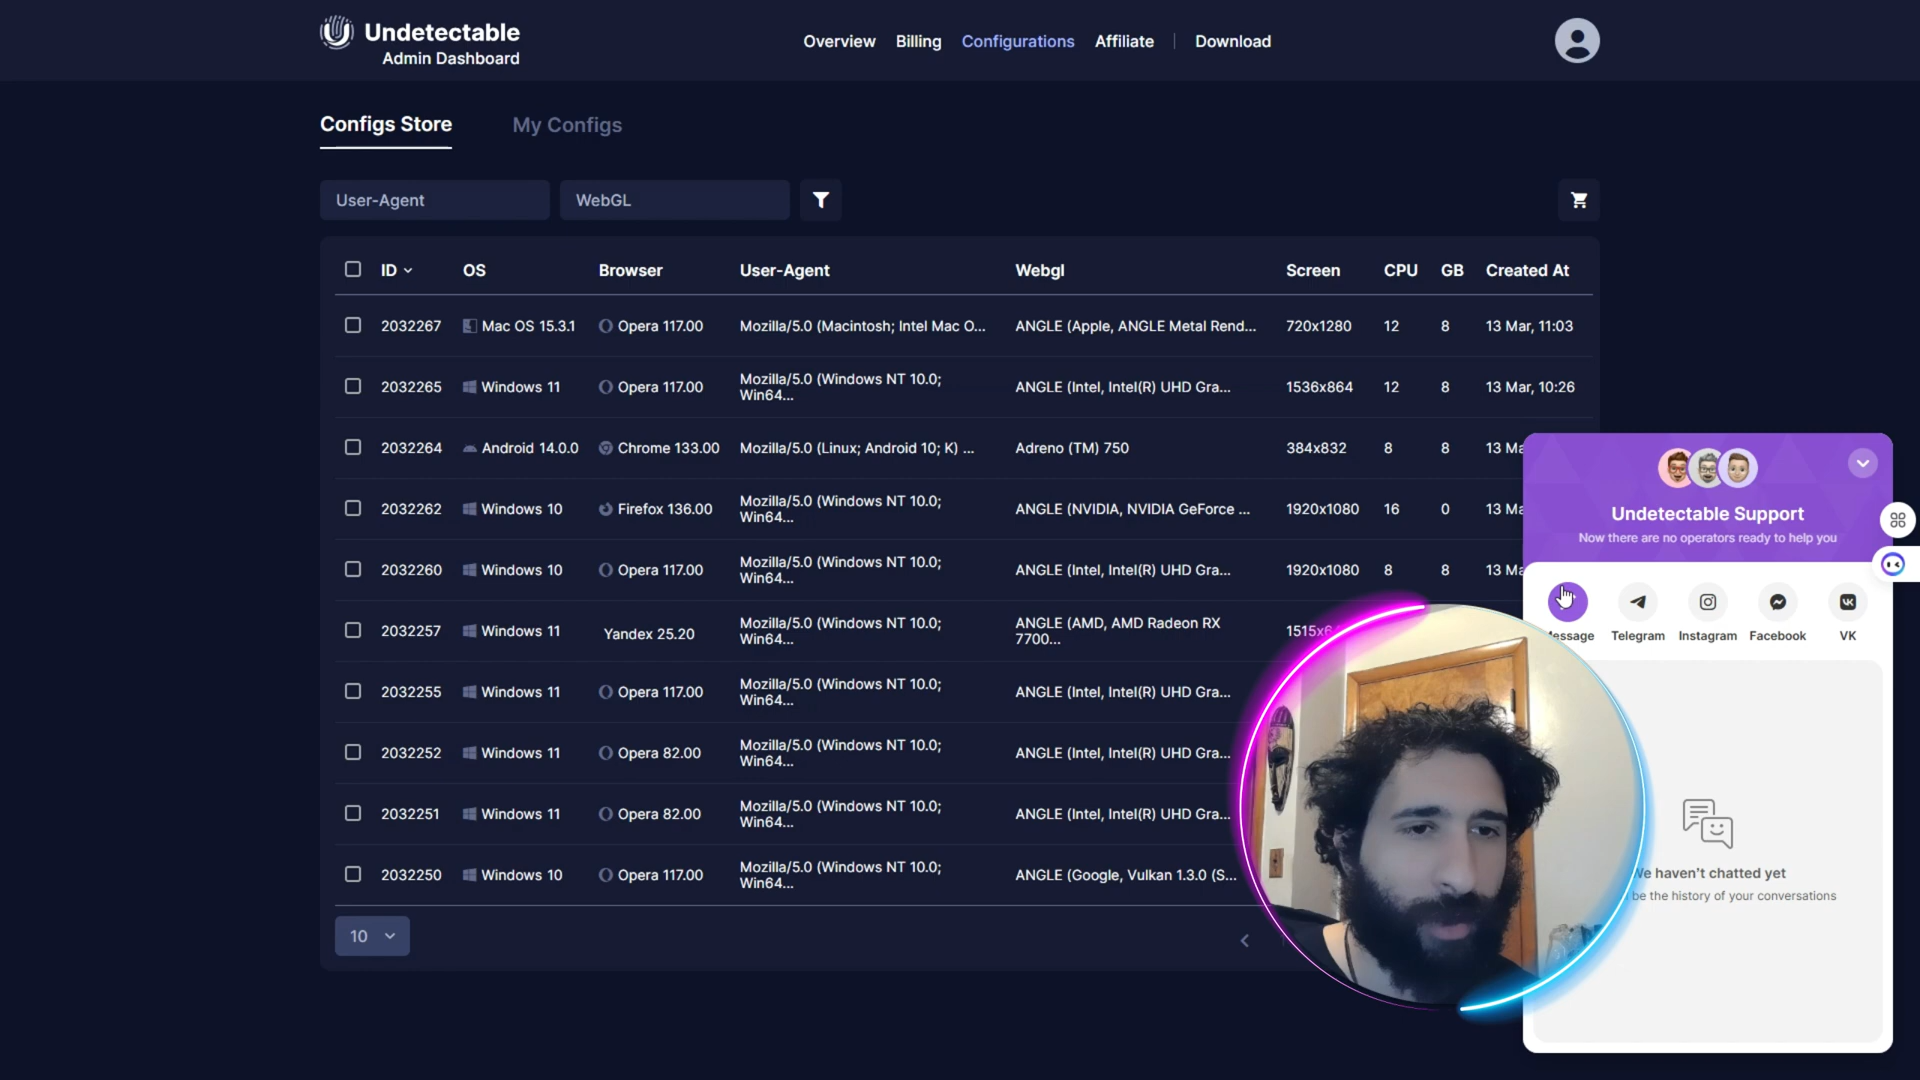 Undetectable
Admin Dashboard
Overview Billing Configurations Affiliate Download
Configs Store My Configs
User-Agent WebGL
ID OS Browser User-Agent Webgl Screen CPU GB Created At
2032267 Mac OS 15.3.1 Opera 117.00 Mozilla/5.0 (Macintosh; Intel Mac O... ANGLE (Apple, ANGLE Metal Rend... 720x1280 12 8 13 Mar, 11:03
2032265 Windows 11 Opera 117.00 Mozilla/5.0 (Windows NT 10.0; Win64... ANGLE (Intel, Intel(R) UHD Gra... 1536x864 12 8 13 Mar, 10:26
2032264 Android 14.0.0 Chrome 133.00 Mozilla/5.0 (Linux; Android 10; K) ... Adreno (TM) 750 384x832 8 8 13
2032262 Windows 10 Firefox 136.00 Mozilla/5.0 (Windows NT 10.0; Win64... ANGLE (NVIDIA, NVIDIA GeForce ... 1920x1080 16 0 13
2032260 Windows 10 Opera 117.00 Mozilla/5.0 (Windows NT 10.0; Win64... ANGLE (Intel, Intel(R) UHD Gra... 1920x1080 8 8 13
2032257 Windows 11 Yandex 25.20 Mozilla/5.0 (Windows NT 10.0; Win64... ANGLE (AMD, AMD Radeon RX 7700...
2032255 Windows 11 Opera 117.00 Mozilla/5.0 (Windows NT 10.0; Win64... ANGLE (Intel, Intel(R) UHD Gra...
2032252 Windows 11 Opera 82.00 Mozilla/5.0 (Windows NT 10.0; Win64... ANGLE (Intel, Intel(R) UHD Gra...
2032251 Windows 11 Opera 82.00 Mozilla/5.0 (Windows NT 10.0; Win64... ANGLE (Intel, Intel(R) UHD Gra...
2032250 Windows 10 Opera 117.00 Mozilla/5.0 (Windows NT 10.0; Win64... ANGLE (Google, Vulkan 1.3.0 (S...
10
Undetectable Support
Now there are no operators ready to help you
Telegram Instagram Facebook VK
haven't chatted yet
be the history of your conversations